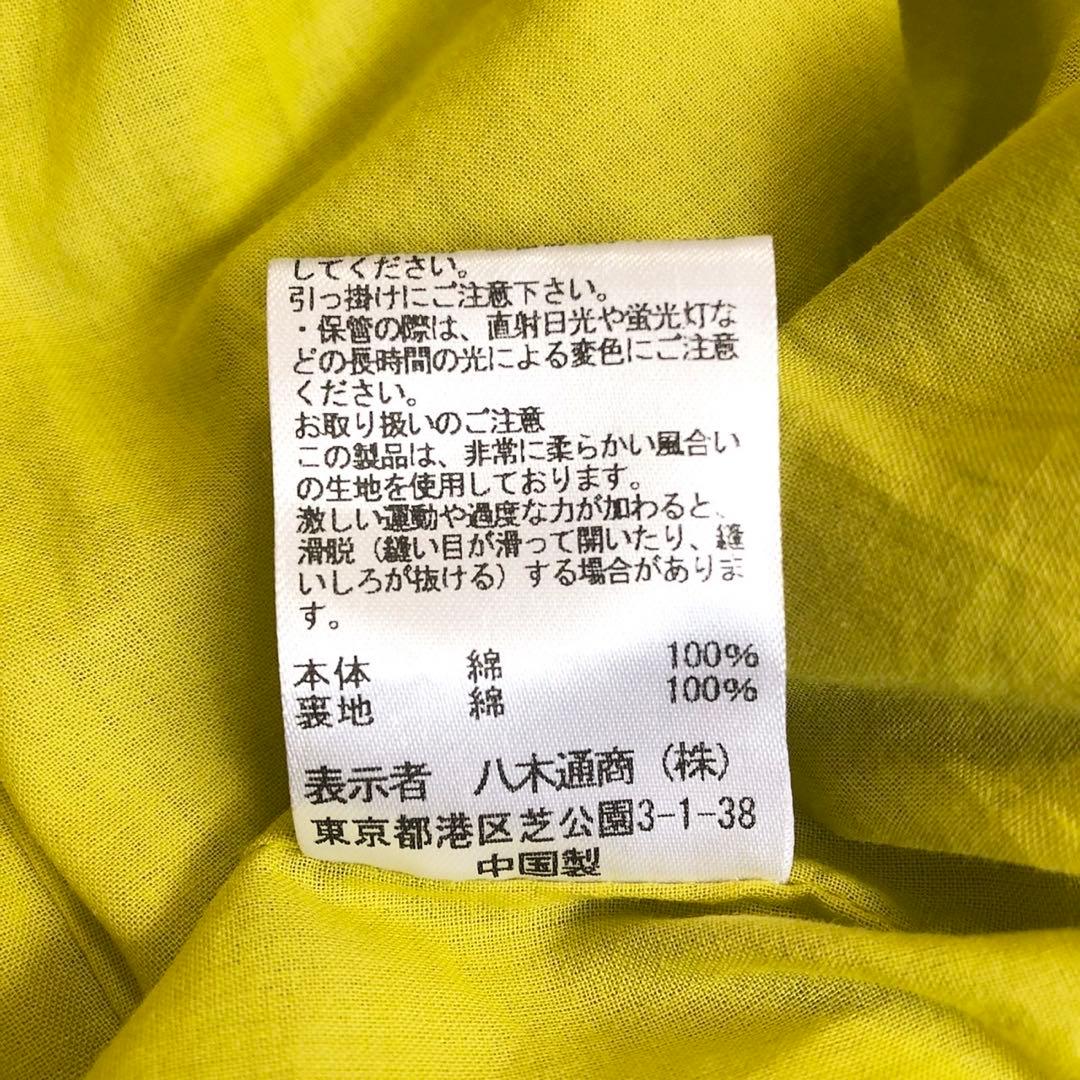 してください。
引っ掛けにご注意下さい。
・保管の際は、直射日光や蛍光灯な
どの長時間の光による変色にご注意
ください。
お取り扱いのご注意
この製品は、非常に柔らかい風合い
の生地を使用しております。
激しい運動や過度な力が加わると、
滑脱（縫い目が滑って開いたり、縫
いしろが抜ける）する場合がありま
す。
本体 綿 100%
裏地 綿 100%
表示者 八木通商（株）
東京都港区芝公園3-1-38
中国製